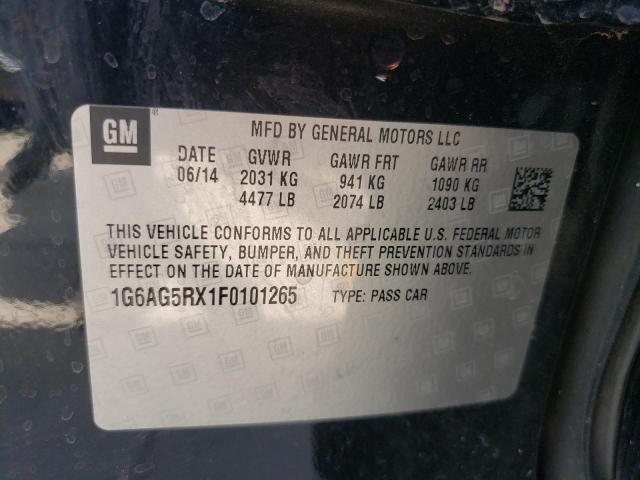 GM
MFD BY GENERAL MOTORS LLC
DATE GVWR GAWR FRT GAWR RR
06/14 2031 KG 941 KG 1090 KG
4477 LB 2074 LB 2403 LB
THIS VEHICLE CONFORMS TO ALL APPLICABLE U.S. FEDERAL MOTOR
VEHICLE SAFETY, BUMPER, AND THEFT PREVENTION STANDARDS IN
EFFECT ON THE DATE OF MANUFACTURE SHOWN ABOVE.
1G6AG5RX1F0101265 TYPE: PASS CAR